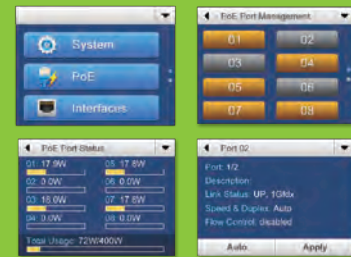 System
PoE
Interfaces
PoE Port Management
01 02
03 04
05 06
07 08
PoE Port Status
01: 17.9W 05: 17.8W
02: 0.0W 06: 0.0W
03: 18.0W 07: 17.8W
04: 0.0W 08: 0.0W
Total Usage: 72W/400W
Port 02
Port: 1/2
Description:
Link Status: UP, 1Gfdx
Speed & Duplex: Auto
Flow Control: disabled
Auto Apply